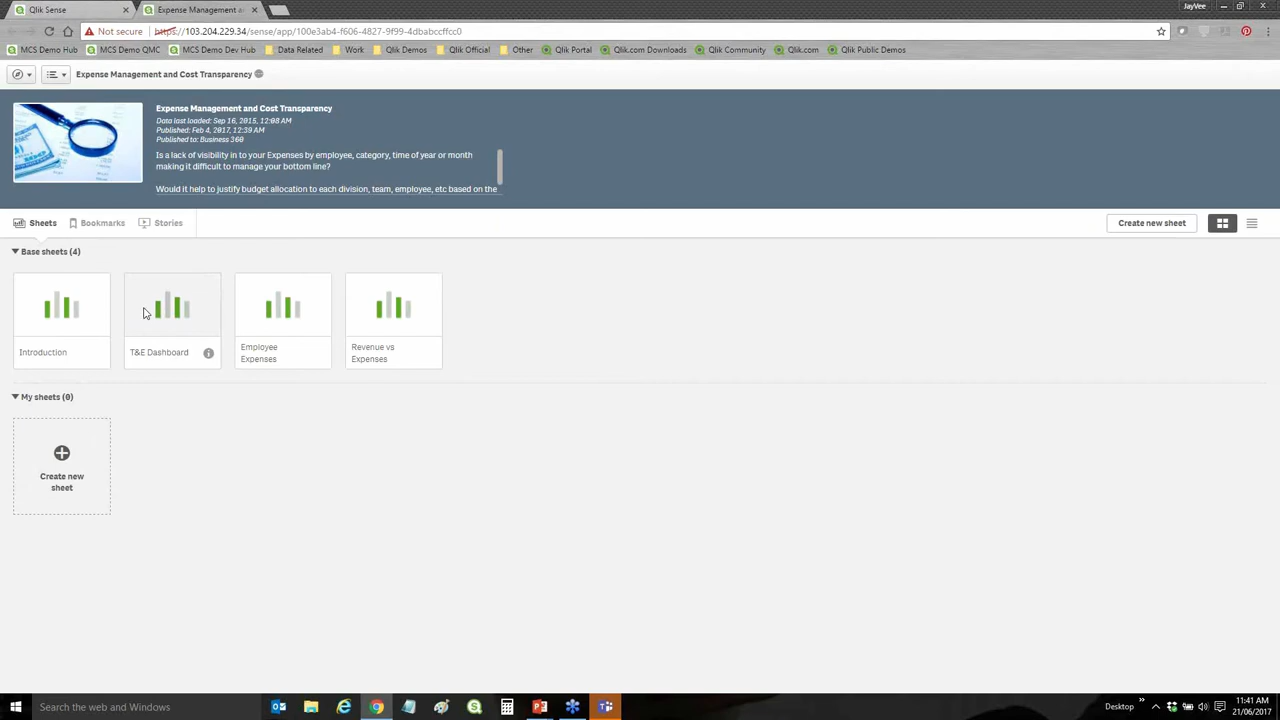 Qlik Sense
Expense Management an
JayVee
Not secure
https://103.204.229.34/sense/app/100e3ab4-f606-4827-9f99-4dbabccffcc0
MCS Demo Hub
MCS Demo QMC
MCS Demo Dev Hub
Data Related
Work
Qlik Demos
Qlik Official
Other
Qlik Portal
Qlik.com Downloads
Qlik Community
Qlik.com
Qlik Public Demos
Expense Management and Cost Transparency
Expense Management and Cost Transparency
Data last loaded: Sep 16, 2015, 12:08 AM
Published: Feb 4, 2017, 12:39 AM
Published to: Business 360
Is a lack of visibility in to your Expenses by employee, category, time of year or month
making it difficult to manage your bottom line?
Would it help to justify budget allocation to each division, team, employee, etc based on the
Sheets
Bookmarks
Stories
Create new sheet
Base sheets (4)
Introduction
T&E Dashboard
Employee
Expenses
Revenue vs
Expenses
My sheets (0)
Create new
sheet
Search the web and Windows
Desktop
11:41 AM
21/06/2017